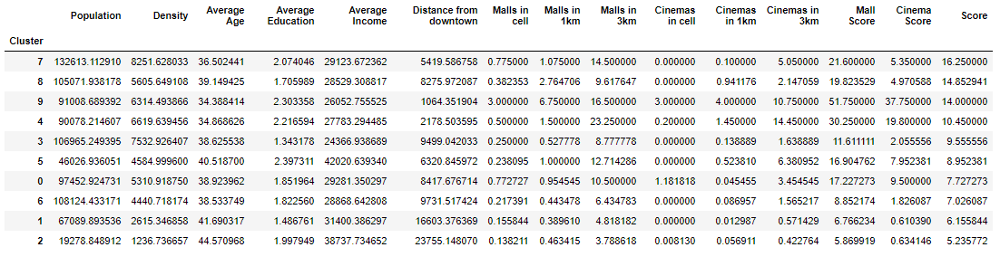 Population Density Average Age Average Education Average Income Distance from downtown Malls in cell Malls in 1km Malls in 3km Cinemas in cell Cinemas in 1km Cinemas in 3km Mall Score Cinema Score Score
Cluster
7 132613.112910 8251.628033 36.502441 2.074046 29123.672362 5419.586758 0.775000 1.075000 14.500000 0.000000 0.100000 5.050000 21.600000 5.350000 16.250000
8 105071.938178 5605.649108 39.149425 1.705989 28529.308817 8275.972087 0.382353 2.764706 9.617647 0.000000 0.941176 2.147059 19.823529 4.970588 14.852941
9 91008.689392 6314.493866 34.388414 2.303358 26052.755525 1064.351904 3.000000 6.750000 16.500000 3.000000 4.000000 10.750000 51.750000 37.750000 14.000000
4 90078.214607 6619.639456 34.868626 2.216594 27783.294485 2178.503595 0.500000 1.500000 23.250000 0.200000 1.450000 14.450000 30.250000 19.800000 10.450000
3 106965.249395 7532.926407 38.625538 1.343178 24366.938689 9499.042033 0.250000 0.527778 8.777778 0.000000 0.138889 1.638889 11.611111 2.055556 9.555556
5 46026.936051 4584.999600 40.518700 2.397311 42020.639340 6320.845972 0.238095 1.000000 12.714286 0.000000 0.523810 6.380952 16.904762 7.952381 8.952381
0 97452.924731 5310.918750 38.923962 1.851964 29281.350297 8417.676714 0.772727 0.954545 10.500000 1.181818 0.045455 3.454545 17.227273 9.500000 7.727273
6 108124.433171 4440.718174 38.533749 1.822560 28868.642808 9731.517424 0.217391 0.443478 6.434783 0.000000 0.086957 1.565217 8.852174 1.826087 7.026087
1 67089.893536 2615.346858 41.690317 1.486761 31400.386297 16603.376369 0.155844 0.389610 4.818182 0.000000 0.012987 0.571429 6.766234 0.610390 6.155844
2 19278.848912 1236.736657 44.570968 1.997949 38737.734652 23755.148070 0.138211 0.463415 3.788618 0.008130 0.056911 0.422764 5.869919 0.634146 5.235772